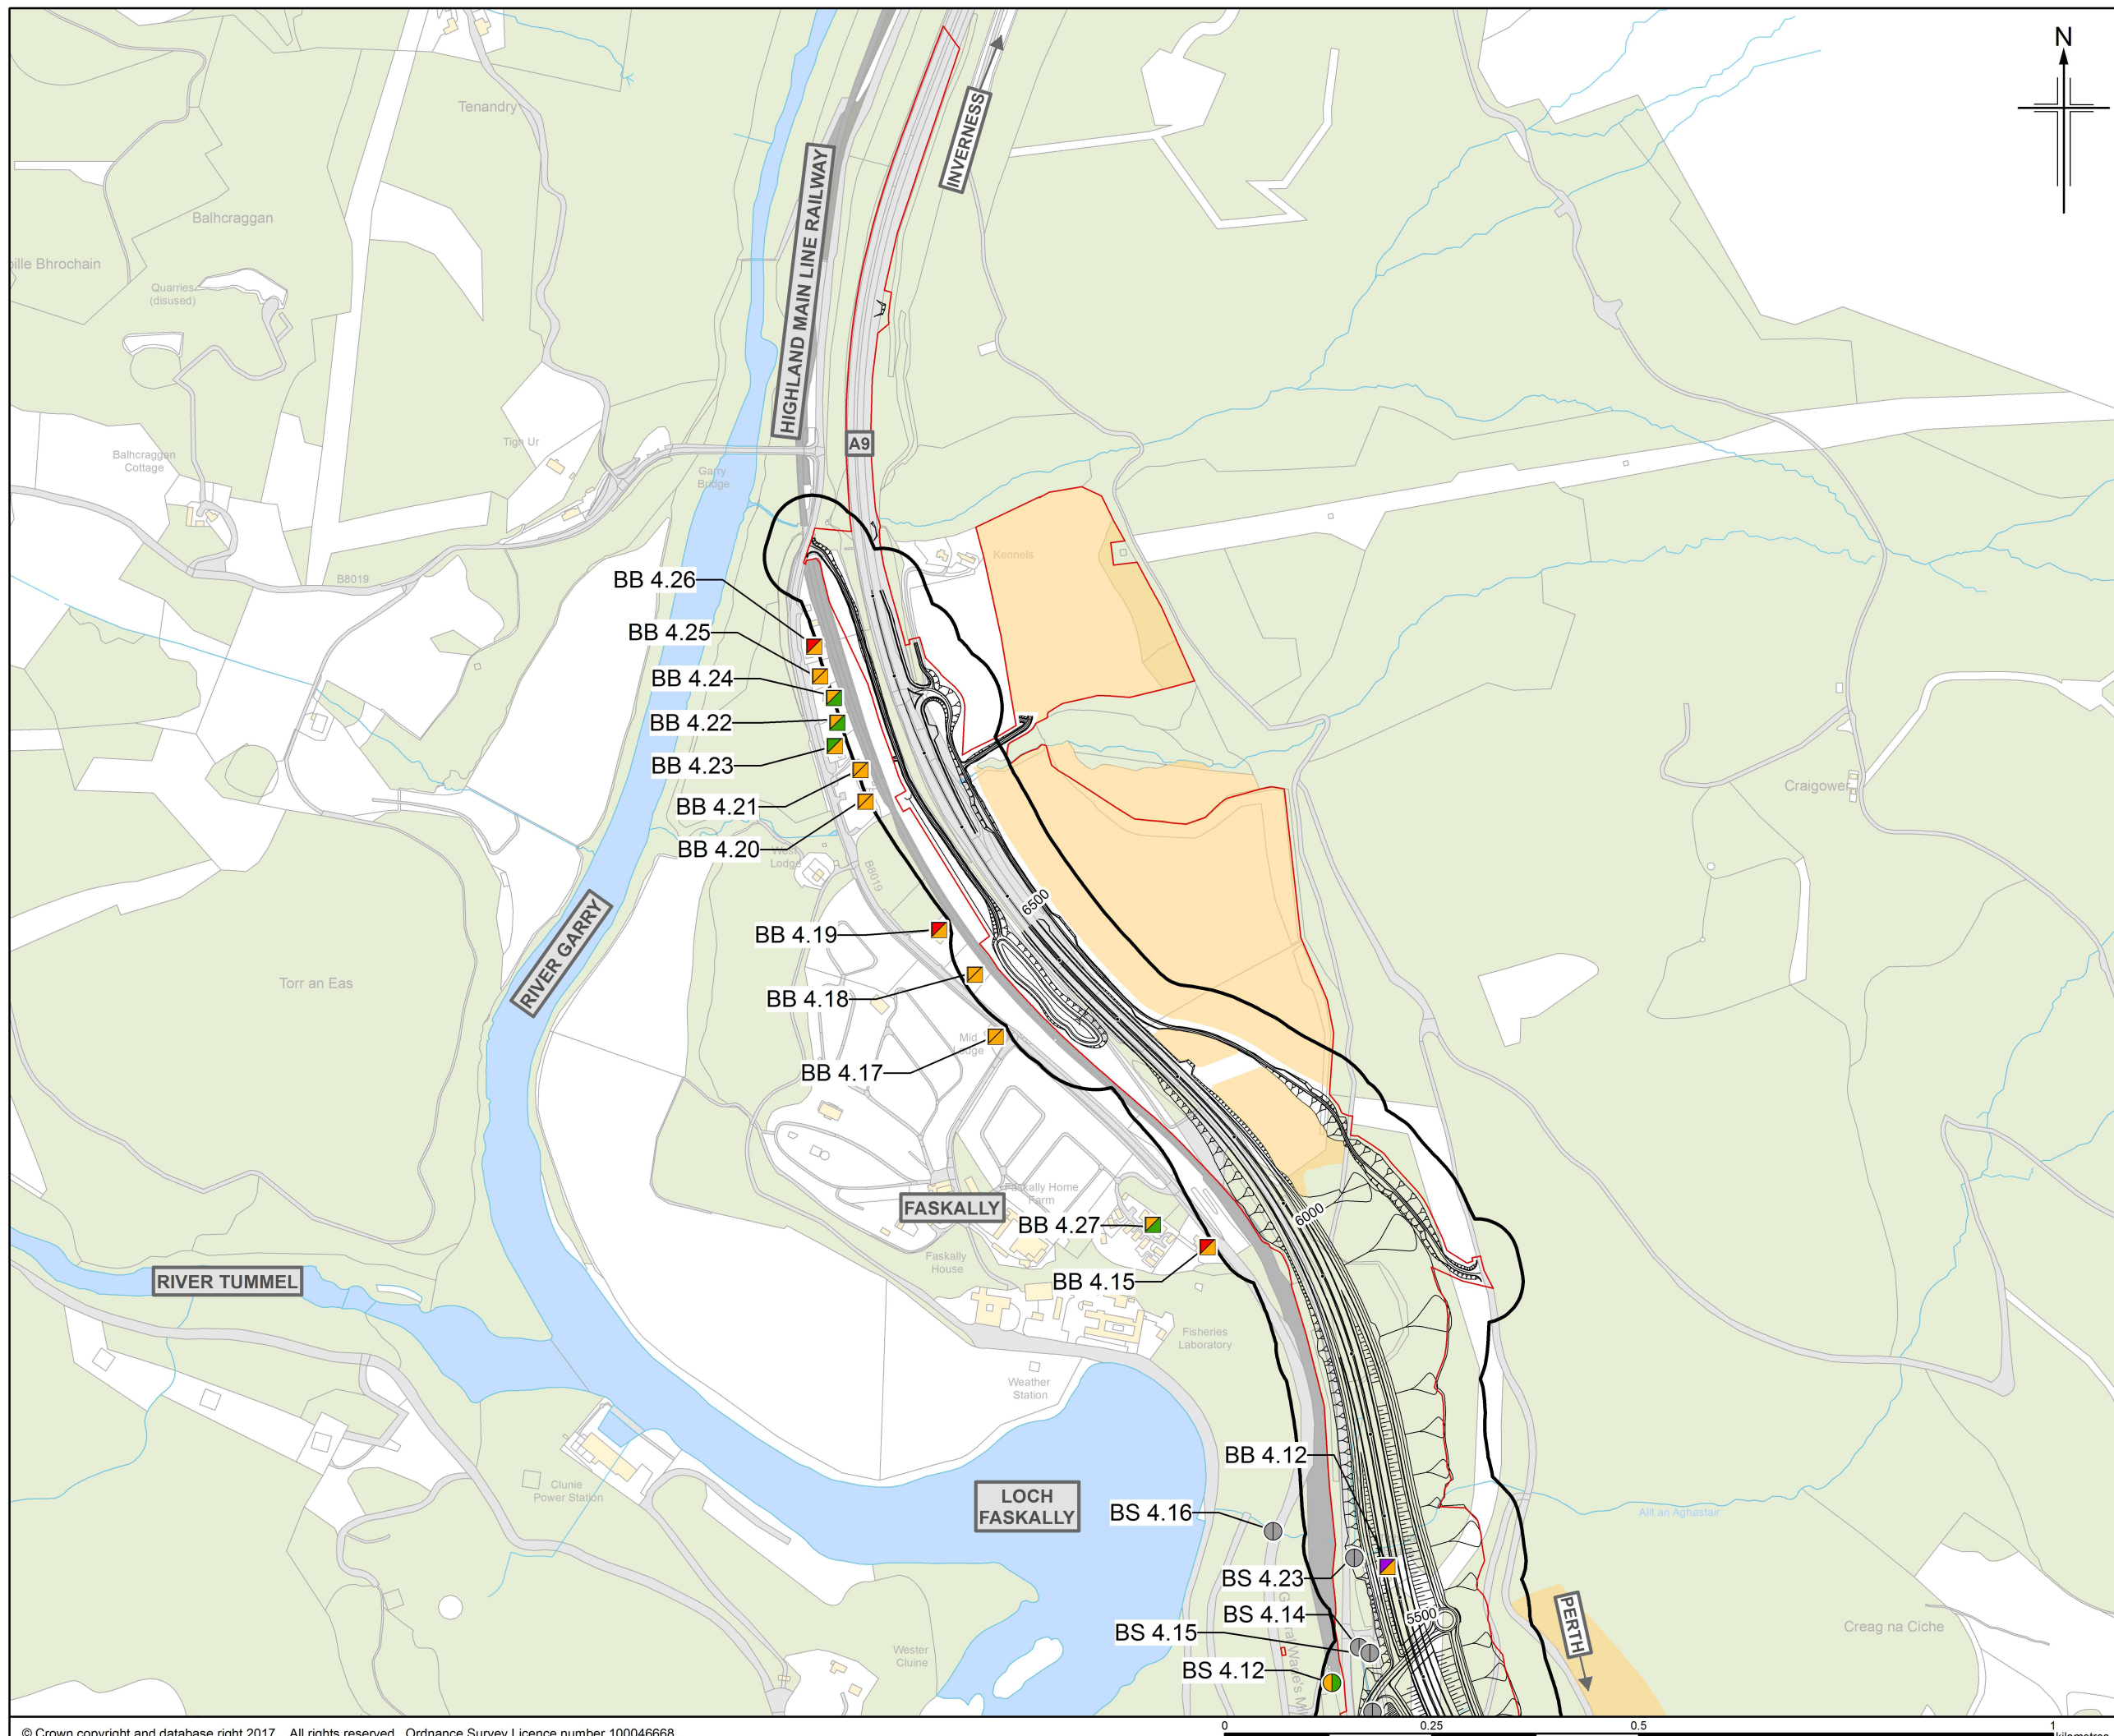 N
Tenandry
INVERNESS
HIGHLAND MAIN LINE RAILWAY
Balhcraggan
ille Bhrochain
Quarries
(disused)
A9
Tigh Ur
Balhcraggan
Cottage
Garry
Bridge
Kennels
B8019
BB 4.26
BB 4.25
BB 4.24
BB 4.22
BB 4.23
BB 4.21
BB 4.20
Craigower
West
Lodge
B8019
6500
RIVER GARRY
BB 4.19
Torr an Eas
BB 4.18
Mid
Lodge
BB 4.17
Faskally Home
Farm
FASKALLY
6000
BB 4.27
Faskally
House
RIVER TUMMEL
BB 4.15
Fisheries
Laboratory
Weather
Station
BB 4.12
Clunie
Power Station
LOCH
FASKALLY
BS 4.16
Allt an Aghastair
BS 4.23
BS 4.14
5500
PERTH
BS 4.15
Creag na Ciche
Wester
Cluine
BS 4.12
© Crown copyright and database right 2017. All rights reserved. Ordnance Survey Licence number 100046668
0 0.25 0.5 1
kilometres